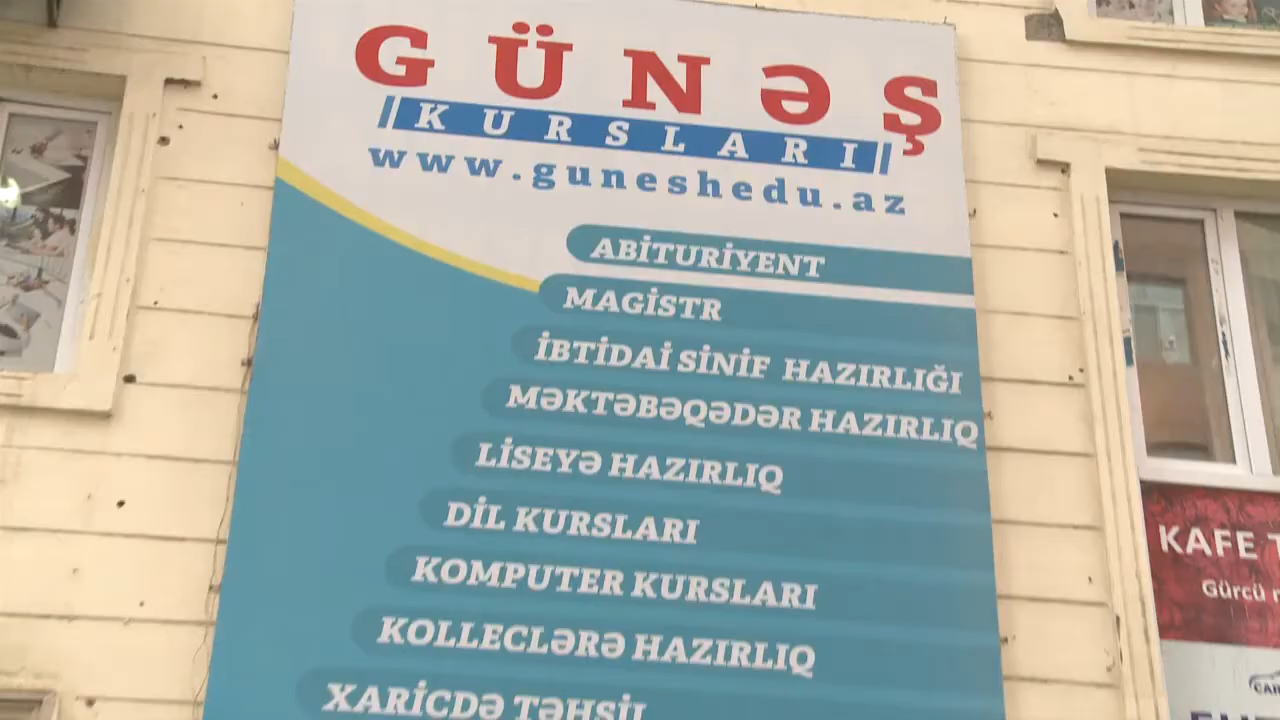 GÜNƏŞ
KURSLARI
www.guneshedu.az
ABİTURİYENT
MAGİSTR
İBTİDAİ SİNİF HAZIRLIĞI
MƏKTƏBƏQƏDƏR HAZIRLIQ
LİSEYƏ HAZIRLIQ
DİL KURSLARI
KOMPUTER KURSLARI
KOLLECLƏRƏ HAZIRLIQ
XARİCDƏ TƏHSİL
KAFE
Gürcü